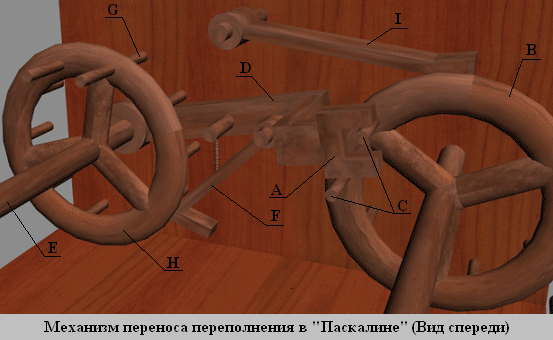 G
I
B
D
A
C
F
E
H
Механизм переноса переполнения в "Паскалине" (Вид спереди)